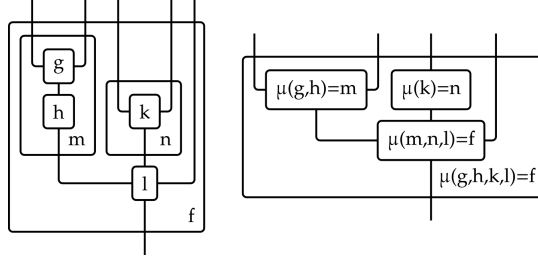 g
h
m
k
n
l
f
μ(g,h)=m
μ(k)=n
μ(m,n,l)=f
μ(g,h,k,l)=f